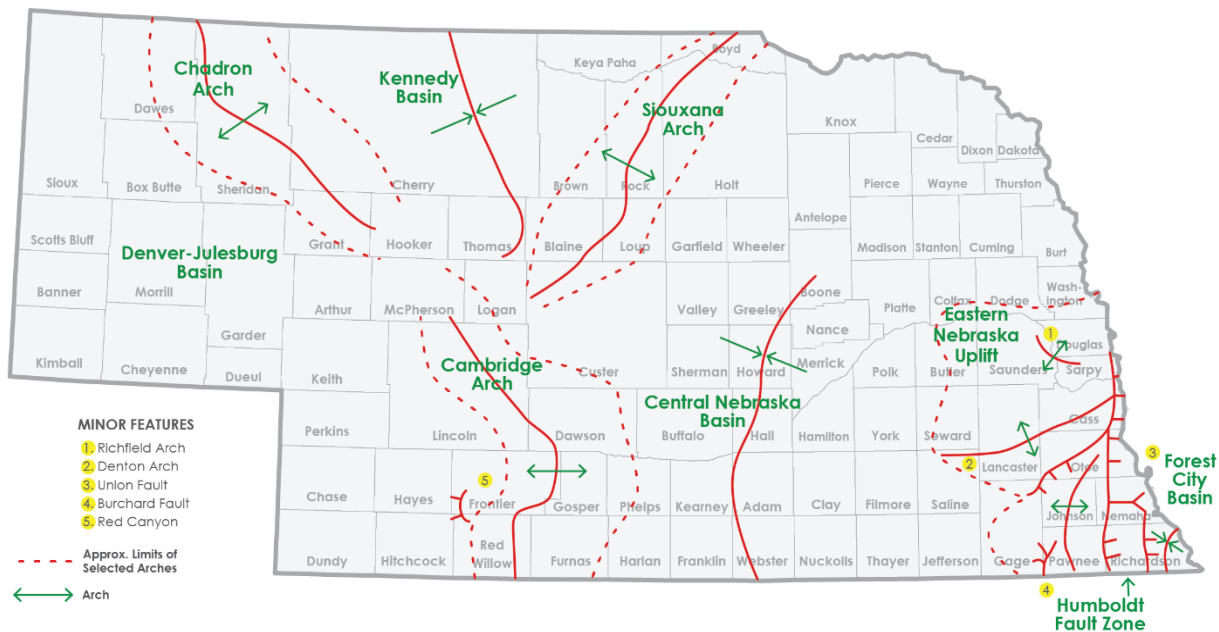 Boyd
Keya Paha
Chadron
Arch
Kennedy
Basin
Dawes
Siouxana
Arch
Knox
Cedar
Dixon
Dakota
Sioux
Box Butte
Sheridan
Cherry
Brown
Rock
Holt
Pierce
Wayne
Thurston
Antelope
Scotts Bluff
Denver-Julesburg
Basin
Grant
Hooker
Thomas
Blaine
Loup
Garfield
Wheeler
Madison
Stanton
Cuming
Burt
Banner
Morrill
Arthur
McPherson
Logan
Valley
Greeley
Boone
Platte
Colfax
Dodge
Wash-
ington
Garder
Nance
Eastern
Nebraska
Uplift
1
Douglas
Kimball
Cheyenne
Dueul
Keith
Cambridge
Arch
Custer
Sherman
Howard
Merrick
Polk
Butler
Saunders
Sarpy
Central Nebraska
Basin
MINOR FEATURES
1. Richfield Arch
2. Denton Arch
3. Union Fault
4. Burchard Fault
5. Red Canyon
Approx. Limits of
Selected Arches
Arch
Perkins
Lincoln
Dawson
Buffalo
Hall
Hamilton
York
Seward
Cass
2
Lancaster
Otoe
3
Forest
City
Basin
Chase
Hayes
5
Frontier
Gosper
Phelps
Kearney
Adam
Clay
Filmore
Saline
Johnson
Nemaha
Dundy
Hitchcock
Red
Willow
Furnas
Harlan
Franklin
Webster
Nuckolls
Thayer
Jefferson
Gage
Pawnee
Richardson
4
Humboldt
Fault Zone